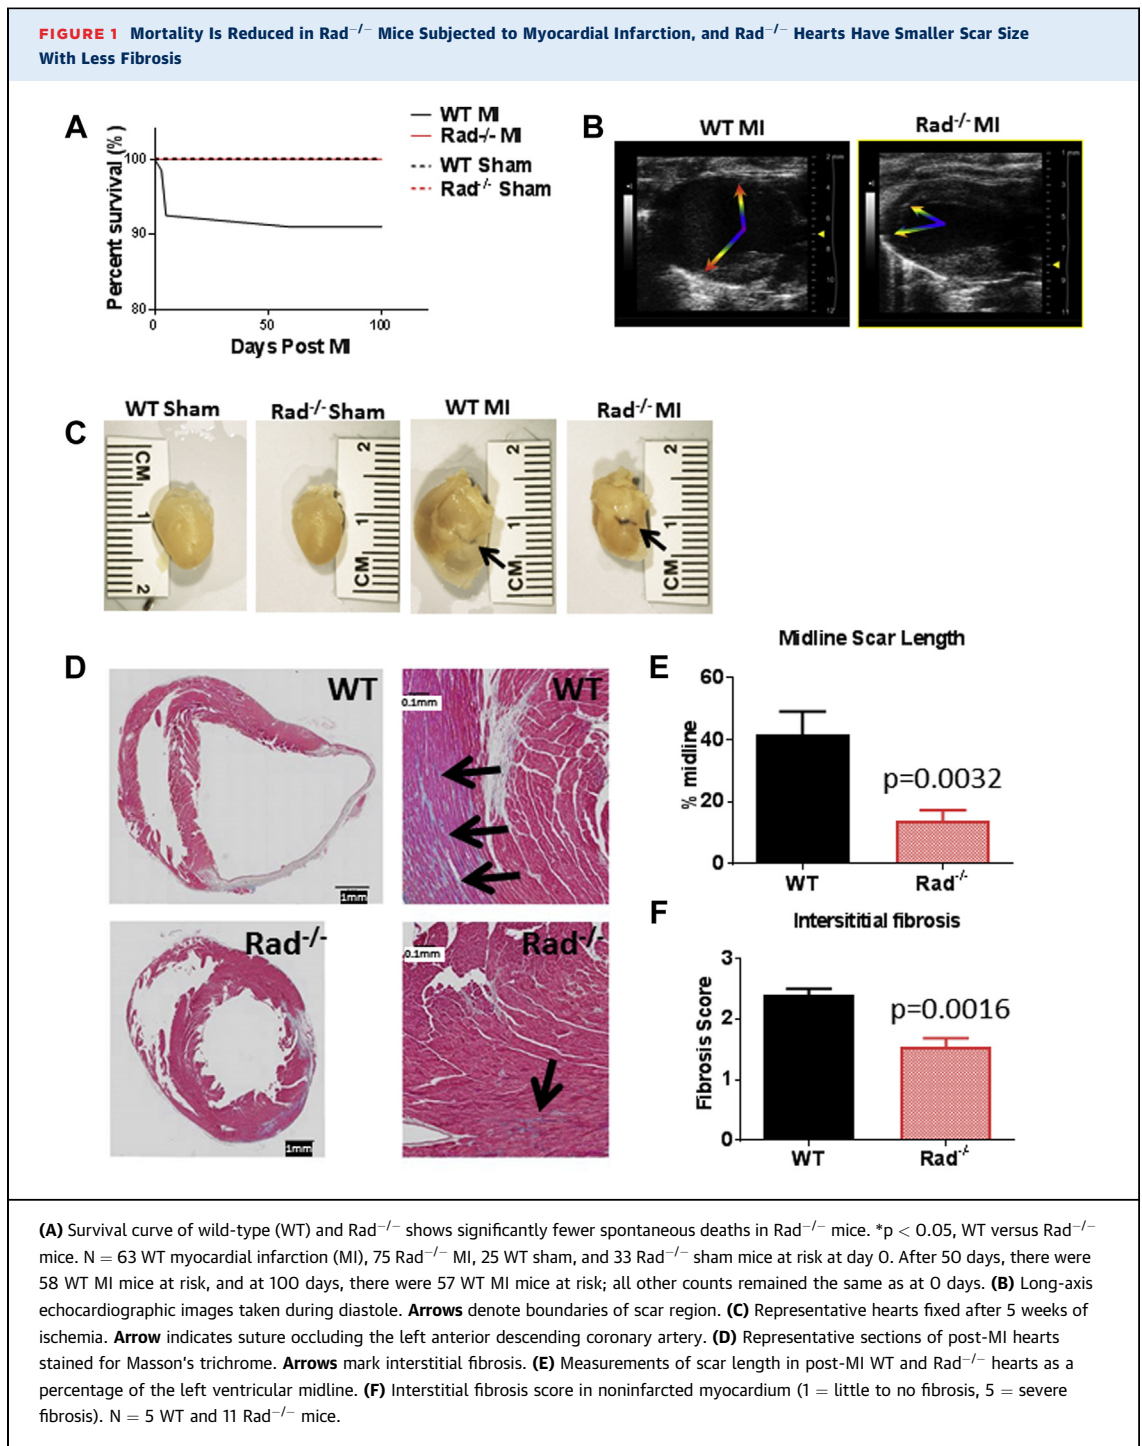 FIGURE 1 Mortality Is Reduced in Rad−/− Mice Subjected to Myocardial Infarction, and Rad−/− Hearts Have Smaller Scar Size
With Less Fibrosis
A
Percent survival (%)
100
90
80
0
50
100
Days Post MI
WT MI
Rad-/- MI
WT Sham
Rad-/- Sham
B
WT MI
Rad-/- MI
C
WT Sham
Rad-/- Sham
WT MI
Rad-/- MI
CM
1
2
2
1
CM
2
1
CM
2
1
CM
D
WT
1mm
WT
0.1mm
Rad-/-
1mm
Rad-/-
0.1mm
E
Midline Scar Length
% midline
60
40
20
0
p=0.0032
WT
Rad-/-
F
Intersititial fibrosis
Fibrosis Score
3
2
1
0
p=0.0016
WT
Rad-/-
(A) Survival curve of wild-type (WT) and Rad−/− shows significantly fewer spontaneous deaths in Rad−/− mice. *p < 0.05, WT versus Rad−/−
mice. N = 63 WT myocardial infarction (MI), 75 Rad−/− MI, 25 WT sham, and 33 Rad−/− sham mice at risk at day 0. After 50 days, there were
58 WT MI mice at risk, and at 100 days, there were 57 WT MI mice at risk; all other counts remained the same as at 0 days. (B) Long-axis
echocardiographic images taken during diastole. Arrows denote boundaries of scar region. (C) Representative hearts fixed after 5 weeks of
ischemia. Arrow indicates suture occluding the left anterior descending coronary artery. (D) Representative sections of post-MI hearts
stained for Masson's trichrome. Arrows mark interstitial fibrosis. (E) Measurements of scar length in post-MI WT and Rad−/− hearts as a
percentage of the left ventricular midline. (F) Interstitial fibrosis score in noninfarcted myocardium (1 = little to no fibrosis, 5 = severe
fibrosis). N = 5 WT and 11 Rad−/− mice.